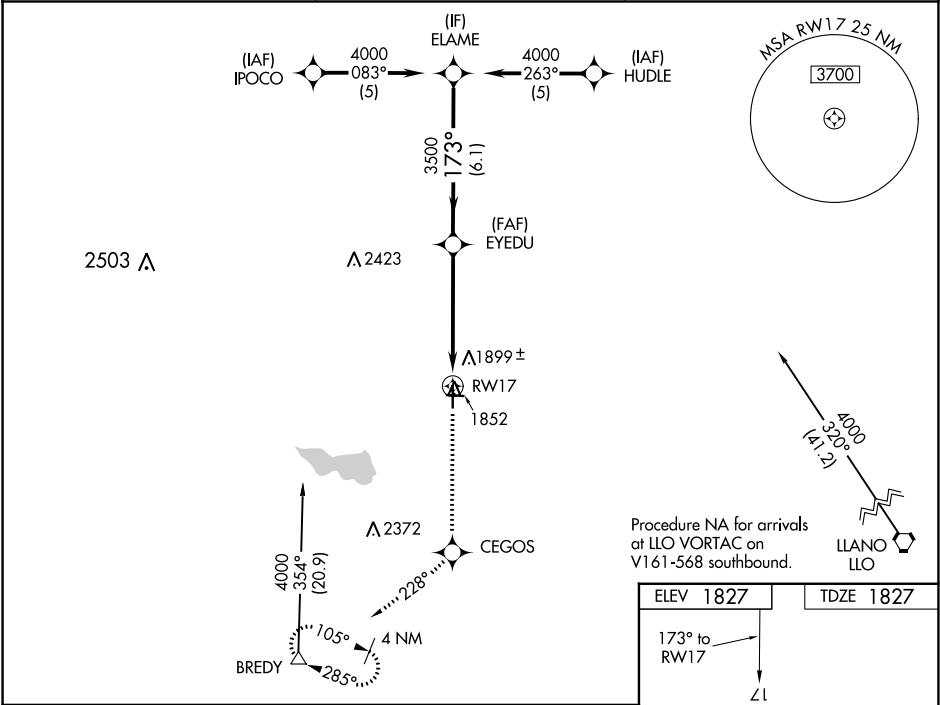 (IF)
ELAME
(IAF)
IPOCO
4000
083°
(5)
4000
263°
(5)
(IAF)
HUDLE
MSA RW17 25 NM
3700
3500
173°
(6.1)
(FAF)
EYEDU
2503
2423
1899±
RW17
1852
4000
320°
(41.2)
2372
CEGOS
Procedure NA for arrivals
at LLO VORTAC on
V161-568 southbound.
LLANO
LLO
4000
354°
(20.9)
228°
105°
4 NM
285°
BREDY
ELEV 1827
TDZE 1827
173° to
RW17
17